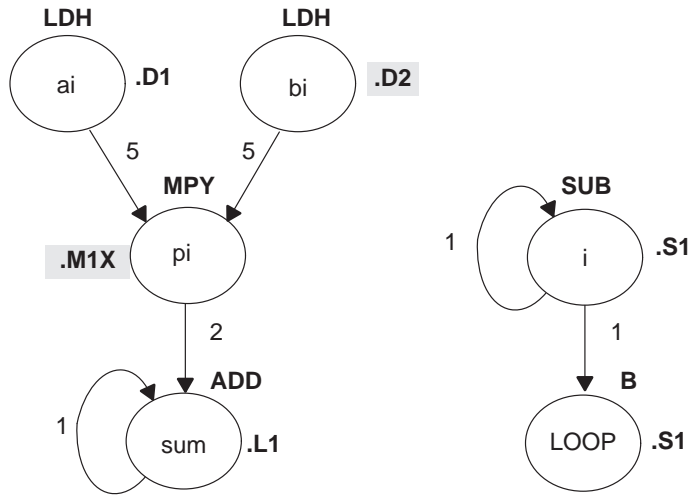 LDH
LDH
ai
.D1
bi
.D2
5
5
MPY
SUB
.M1X
pi
1
i
.S1
2
1
ADD
B
1
sum
.L1
LOOP
.S1